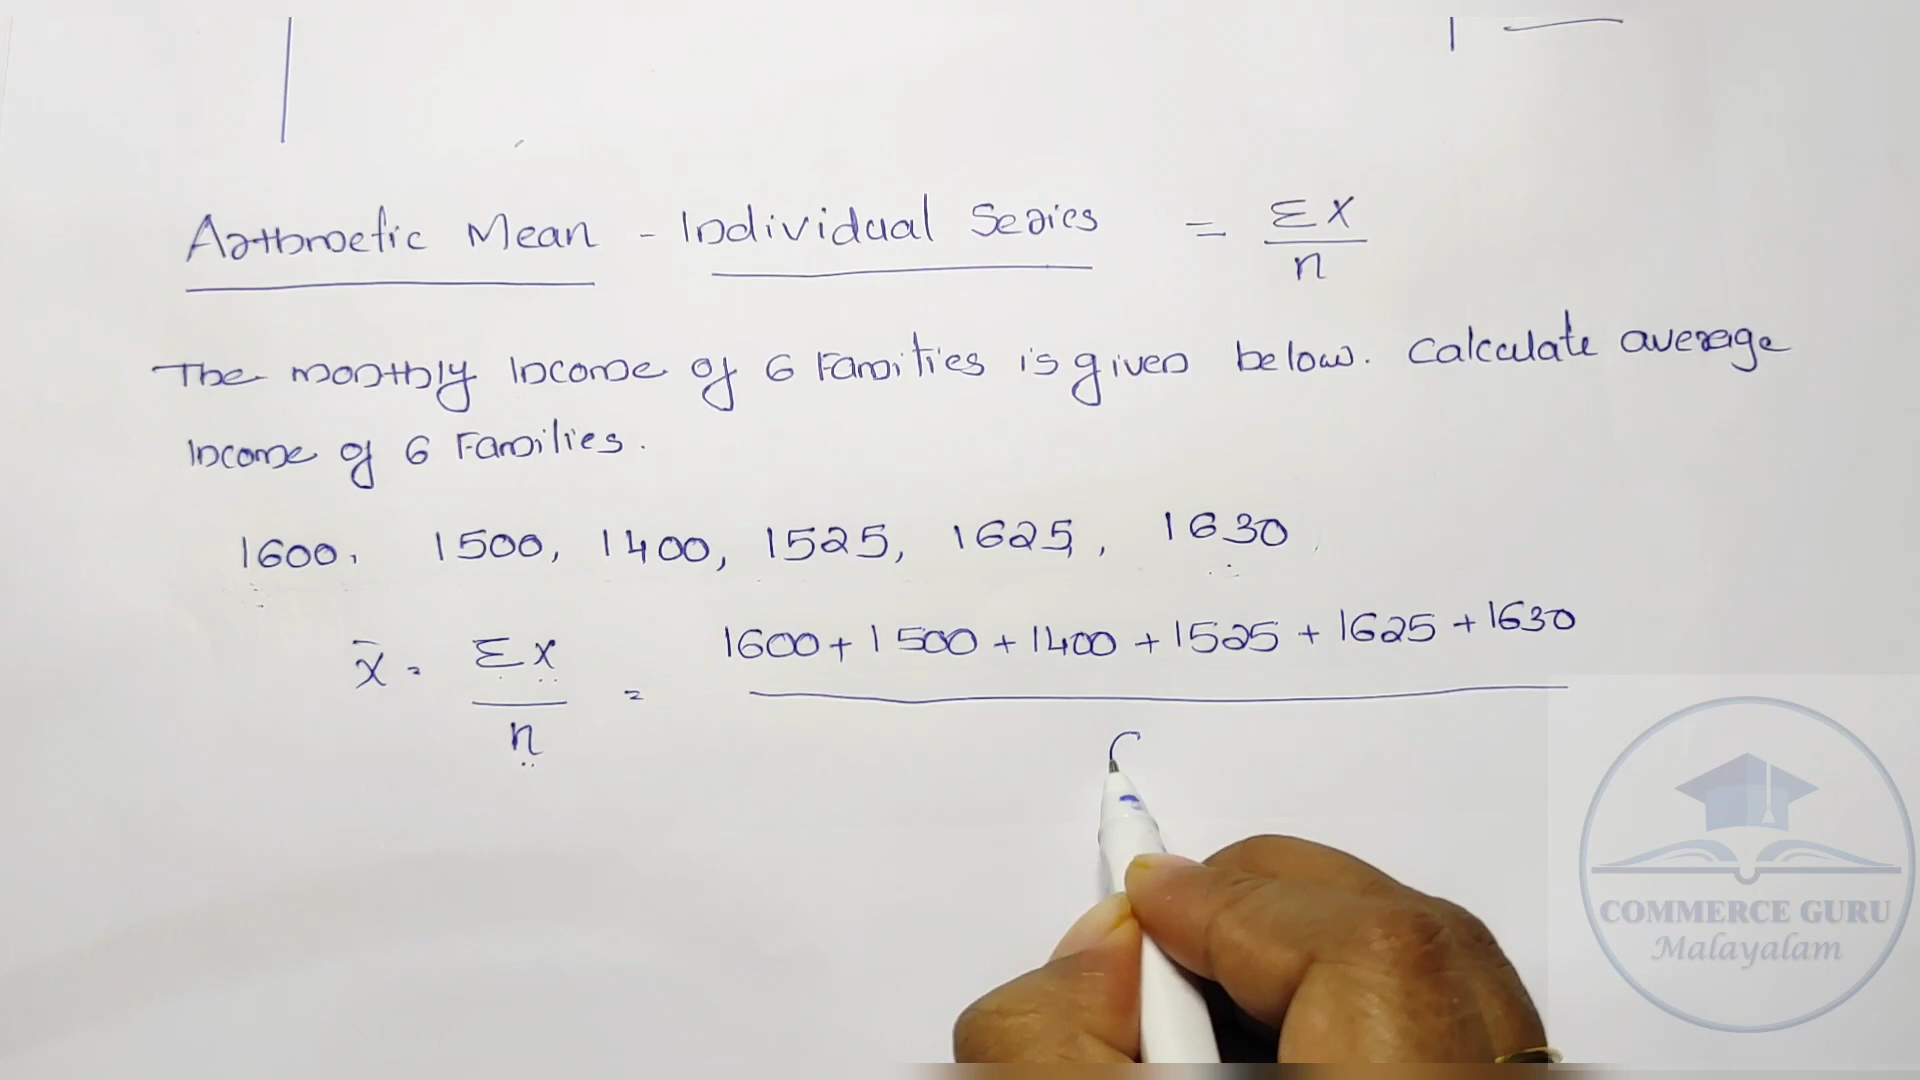 Arithmetic Mean - Individual Series = ΣX / n
The monthly income of 6 Families is given below. Calculate average
income of 6 Families.
1600, 1500, 1400, 1525, 1625, 1630
x̄ = Σx / n = 1600 + 1500 + 1400 + 1525 + 1625 + 1630
COMMERCE GURU
Malayalam